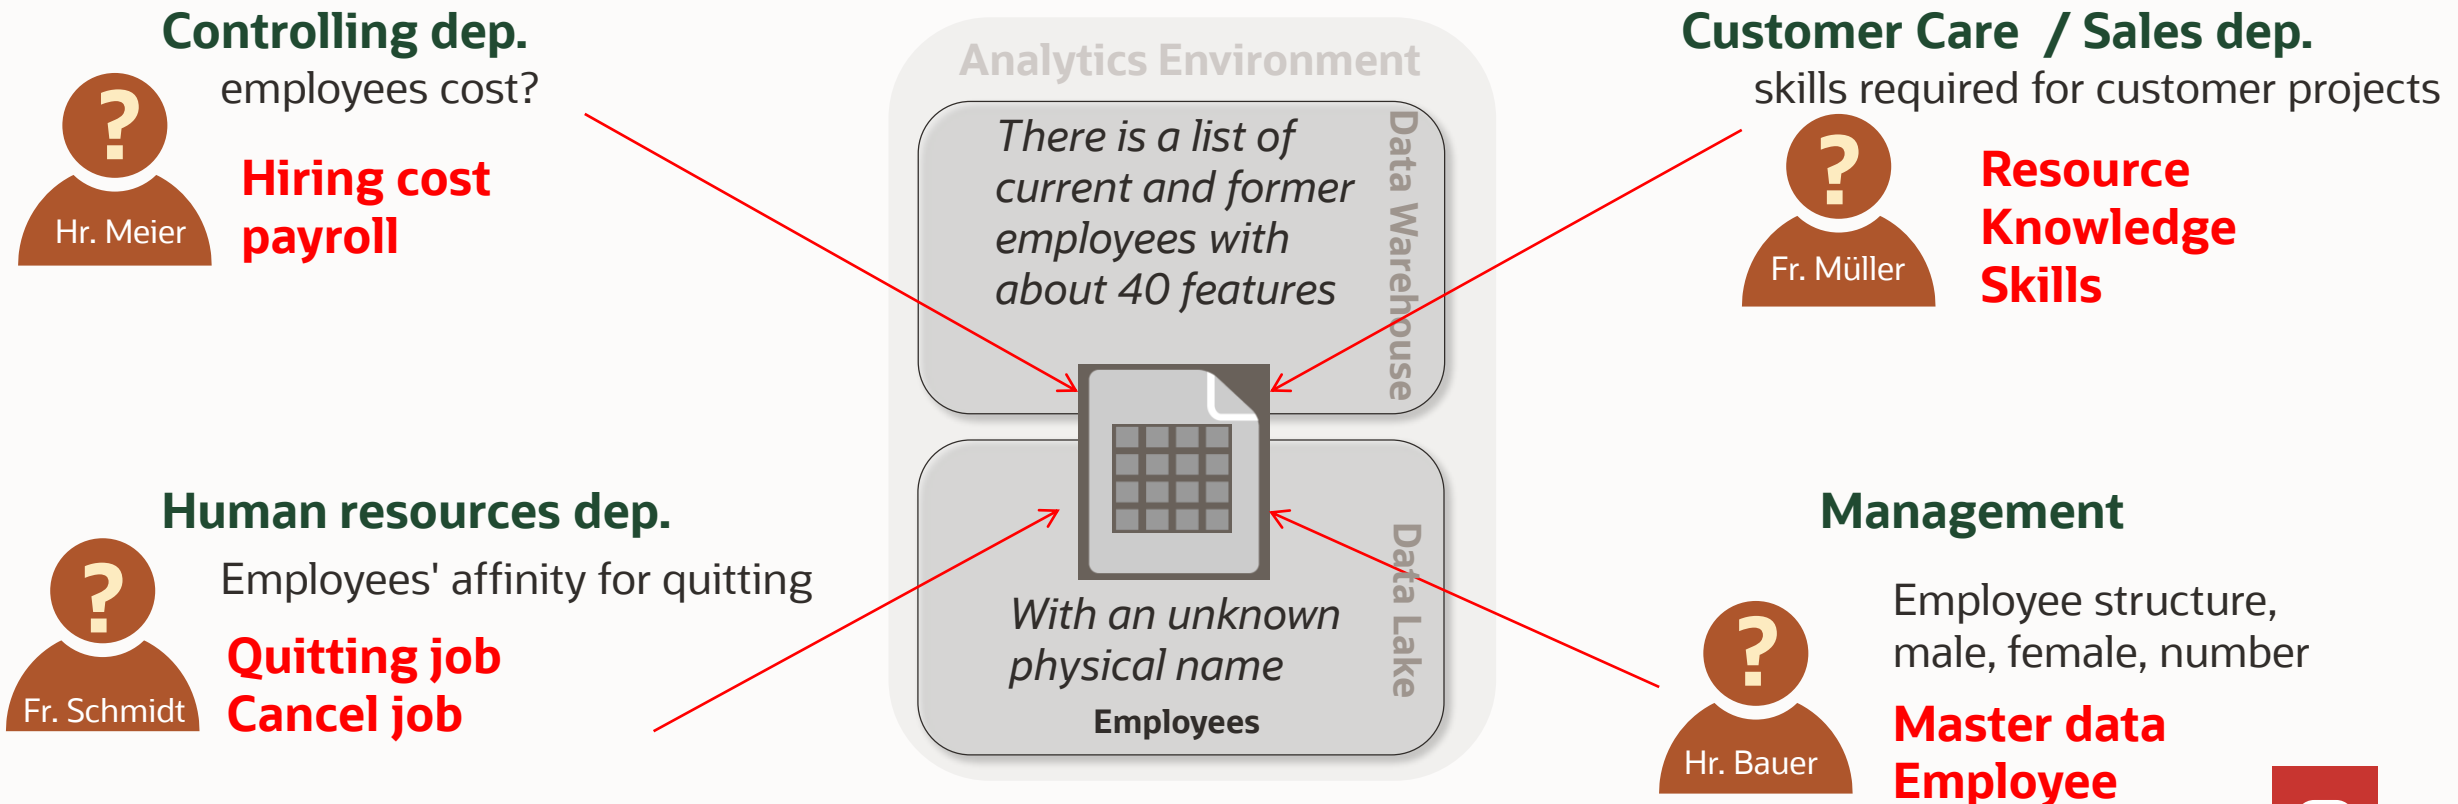 Controlling dep.
employees cost?
?
Hiring cost
payroll
Hr. Meier
Analytics Environment
There is a list of
current and former
employees with
about 40 features
Data Warehouse
Customer Care / Sales dep.
skills required for customer projects
?
Resource
Knowledge
Skills
Fr. Müller
Human resources dep.
Employees' affinity for quitting
?
Quitting job
Cancel job
Fr. Schmidt
With an unknown
physical name
Employees
Data Lake
Management
Employee structure,
male, female, number
?
Master data
Employee
Hr. Bauer